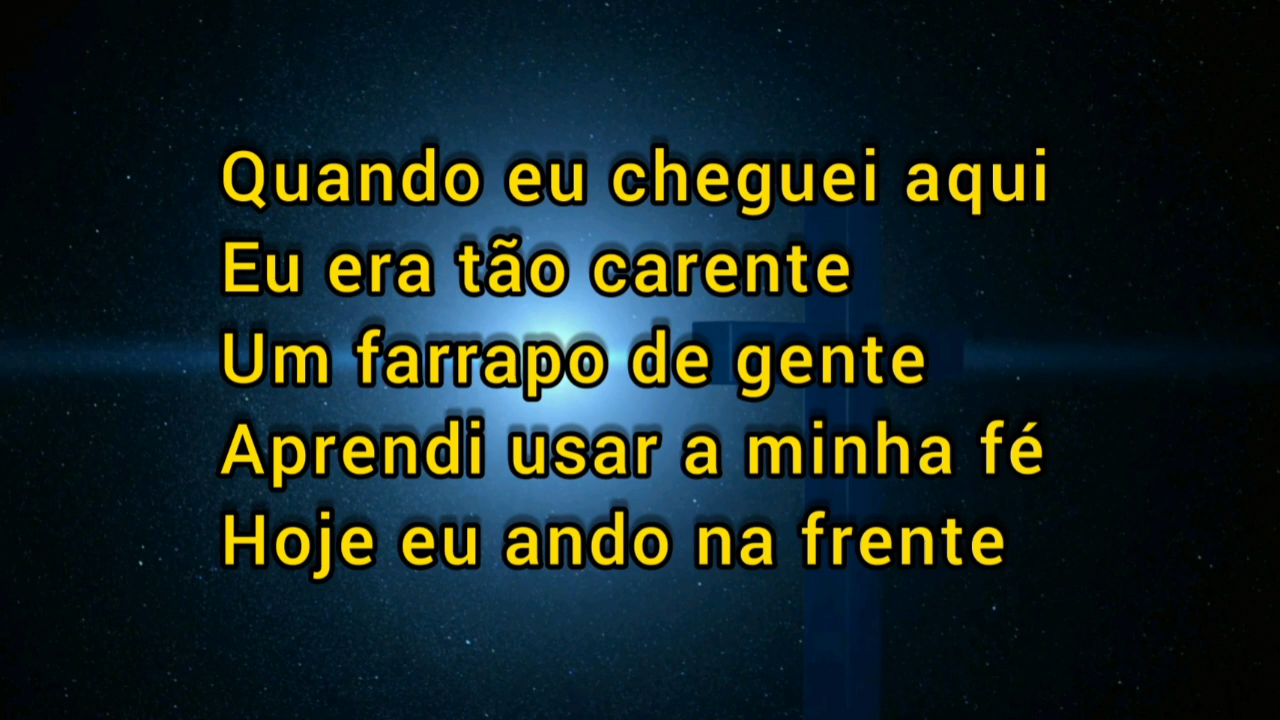 Quando eu cheguei aqui
Eu era tão carente
Um farrapo de gente
Aprendi usar a minha fé
Hoje eu ando na frente